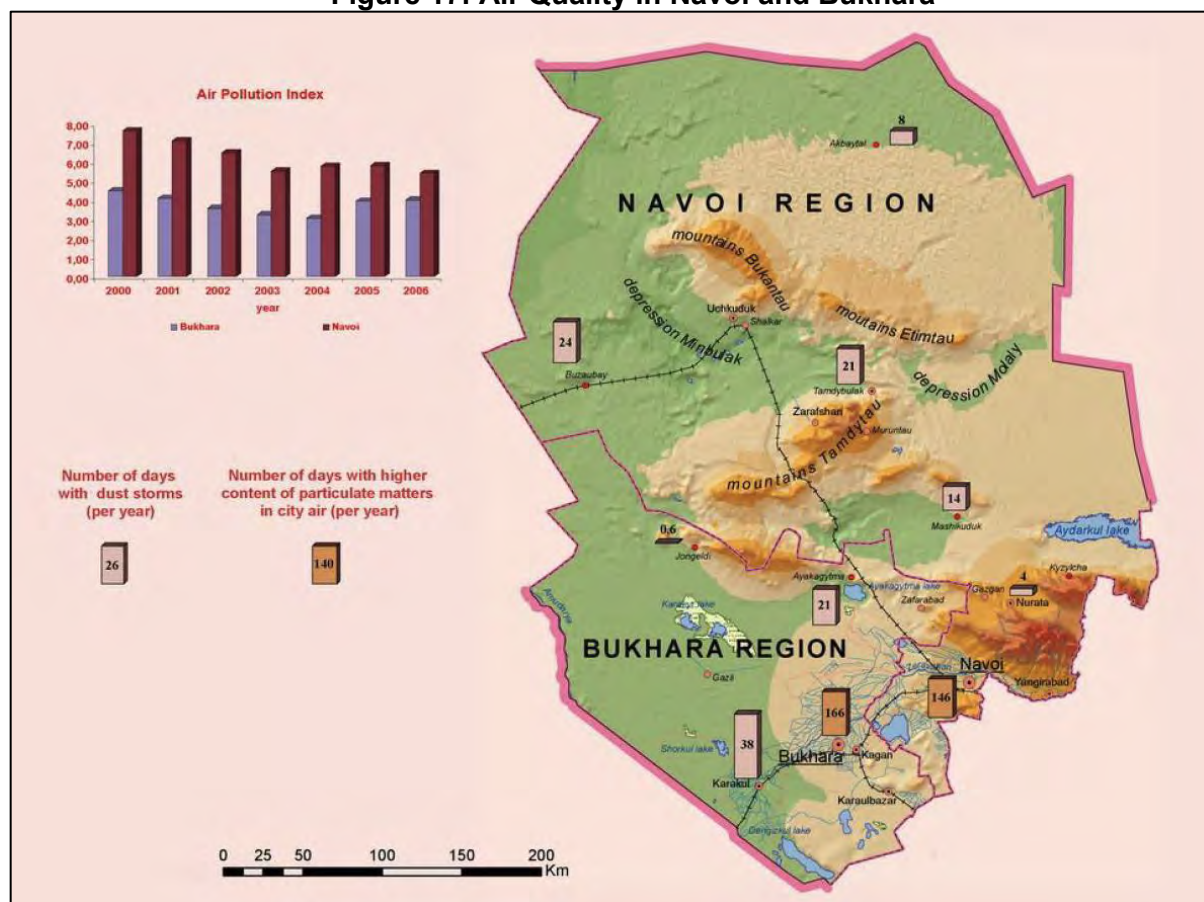 Figure 17: Air Quality in Navoi and Bukhara
Air Pollution Index
8,00
7,00
6,00
5,00
4,00
3,00
2,00
1,00
0,00
2000 2001 2002 2003 2004 2005 2006
year
Bukhara Navoi
Number of days
with dust storms
(per year)
26
Number of days with higher
content of particulate matters
in city air (per year)
140
8
Akbaytal
NAVOI REGION
mountains Bukantau
moutains Etimtau
depression Minbulak
Uchkuduk
Shalkar
depression Mdlaly
24
Buzaubay
21
Tamdybulak
Zarafshan
Muruntau
mountains Tamdytau
14
Mashikuduk
Aydarkul lake
0,6
Jongeldi
Ayakagytma
Ayakagytma lake
Kyzylcha
4
Gazgan
Nurata
Zafarabad
21
Amudarya
BUKHARA REGION
Gazli
Navoi
Yangirabad
146
166
38
Shorkul lake
Bukhara
Kagan
Karakul
Karaulbazar
Dengizkul lake
0 25 50 100 150 200
Km